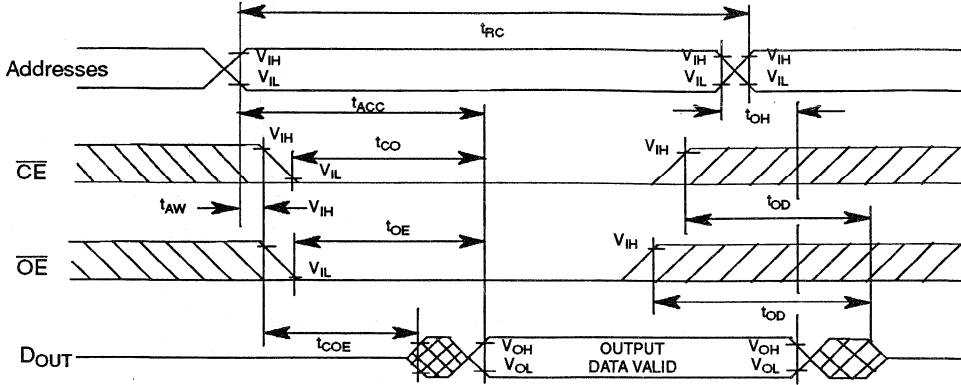 tRC
Addresses VIH VIH VIH
VIL VIL VIL
tACC tOH
VIH tCO VIH
CE VIL
tAW VIH tOD
tOE VIH
OE VIL
tOD
tCOE
DOUT VOH OUTPUT VOH
VOL DATA VALID VOL